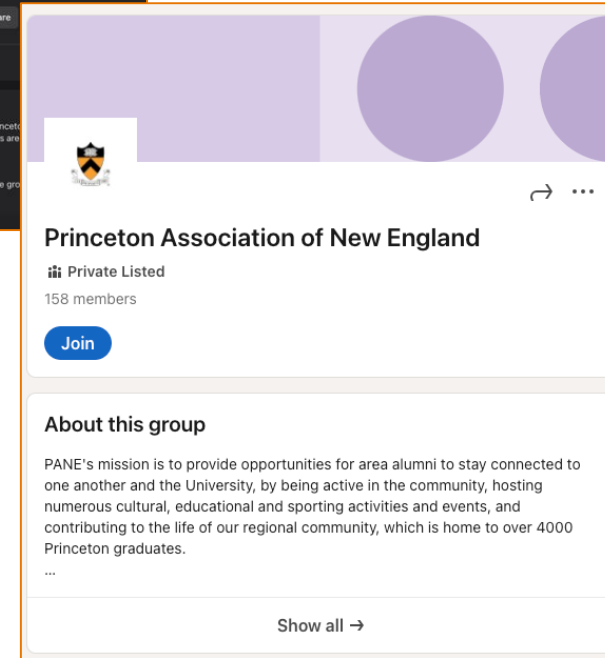 are
Princeton Association of New England
Private Listed
158 members
Join
About this group
PANE's mission is to provide opportunities for area alumni to stay connected to
one another and the University, by being active in the community, hosting
numerous cultural, educational and sporting activities and events, and
contributing to the life of our regional community, which is home to over 4000
Princeton graduates.
...
Show all →